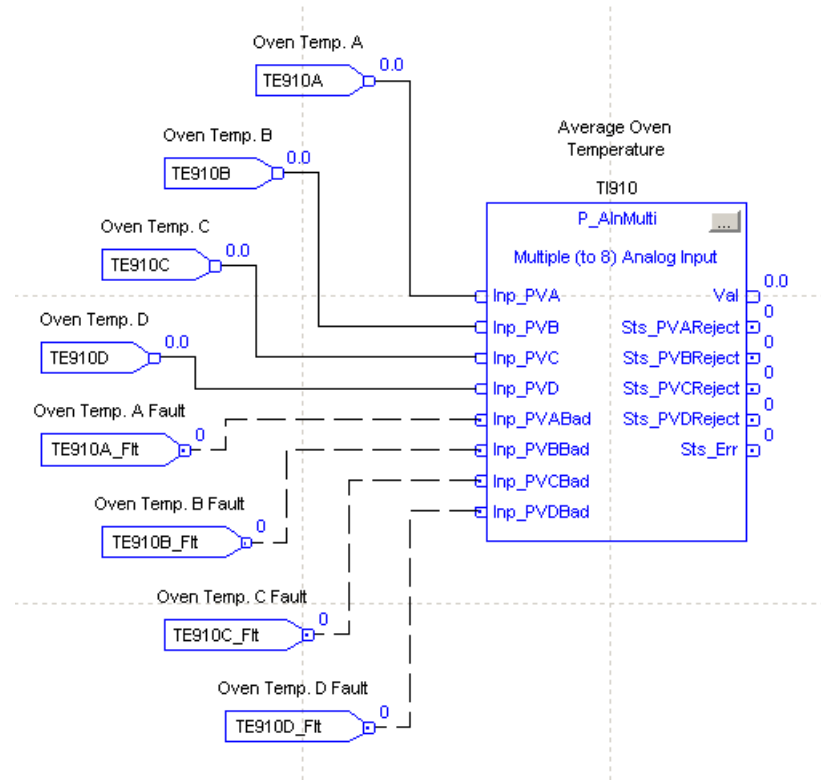 Oven Temp. A
0.0
TE910A
Oven Temp. B
0.0
TE910B
Oven Temp. C
0.0
TE910C
Oven Temp. D
0.0
TE910D
Oven Temp. A Fault
0
TE910A_Flt
Oven Temp. B Fault
0
TE910B_Flt
Oven Temp. C Fault
0
TE910C_Flt
Oven Temp. D Fault
0
TE910D_Flt
Average Oven
Temperature
TI910
P_AInMulti
...
Multiple (to 8) Analog Input
Inp_PVA
Inp_PVB
Inp_PVC
Inp_PVD
Inp_PVABad
Inp_PVBBad
Inp_PVCBad
Inp_PVDBad
Val
0.0
Sts_PVAReject
0
Sts_PVBReject
0
Sts_PVCReject
0
Sts_PVDReject
0
Sts_Err
0